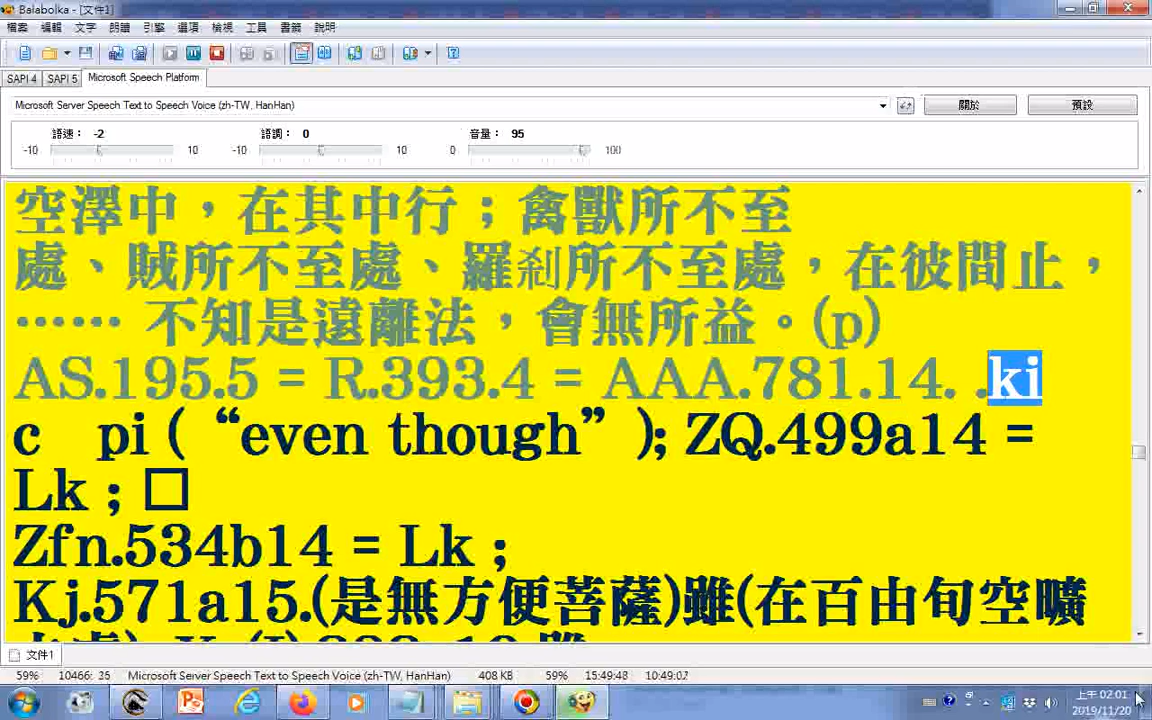 Balabolka - [文件1]
檔案 編輯 文字 朗讀 引擎 選項 檢視 工具 書籤 說明
SAPI 4 SAPI 5 Microsoft Speech Platform
Microsoft Server Speech Text to Speech Voice (zh-TW, HanHan) 關於 預設
語速： -2 語調： 0 音量： 95
-10 10 -10 10 0 100
空澤中，在其中行；禽獸所不至
處、賊所不至處、羅剎所不至處，在彼間止，
…… 不知是遠離法，會無所益。(p)
AS.195.5 = R.393.4 = AAA.781.14. .ki
c pi (“even though”); ZQ.499a14 =
Lk ; □
Zfn.534b14 = Lk ;
Kj.571a15.(是無方便菩薩)雖(在百由旬空曠
文件1
59% 10466: 25 Microsoft Server Speech Text to Speech Voice (zh-TW, HanHan) 408 KB 59% 15:49:48 10:49:02
上午 02:01
2019/11/20